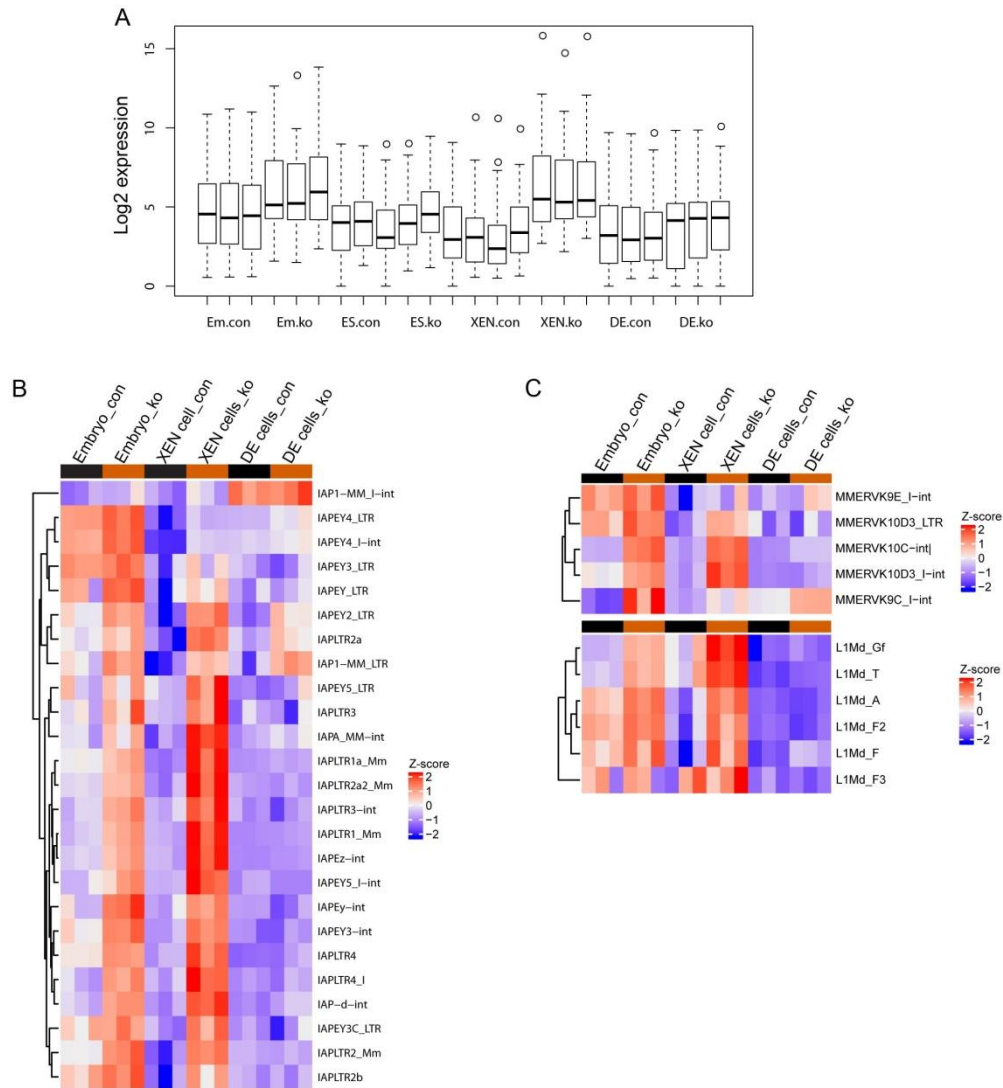 A
Log2 expression
15
10
5
0
Em.con Em.ko ES.con ES.ko XEN.con XEN.ko DE.con DE.ko
B
Embryo_con
Embryo_ko
XEN cell_con
XEN cells_ko
DE cells_con
DE cells_ko
IAP1-MM_I-int
IAPEY4_LTR
IAPEY4_I-int
IAPEY3_LTR
IAPEY_LTR
IAPEY2_LTR
IAPLTR2a
IAP1-MM_LTR
IAPEY5_LTR
IAPLTR3
IAPA_MM-int
IAPLTR1a_Mm
IAPLTR2a2_Mm
IAPLTR3-int
IAPLTR1_Mm
IAPEz-int
IAPEY5_I-int
IAPEy-int
IAPEY3-int
IAPLTR4
IAPLTR4_I
IAP-d-int
IAPEY3C_LTR
IAPLTR2_Mm
IAPLTR2b
Z-score
2
1
0
-1
-2
C
Embryo_con
Embryo_ko
XEN cell_con
XEN cells_ko
DE cells_con
DE cells_ko
MMERVK9E_I-int
MMERVK10D3_LTR
MMERVK10C-int|
MMERVK10D3_I-int
MMERVK9C_I-int
Z-score
2
1
0
-1
-2
L1Md_Gf
L1Md_T
L1Md_A
L1Md_F2
L1Md_F
L1Md_F3
Z-score
2
1
0
-1
-2